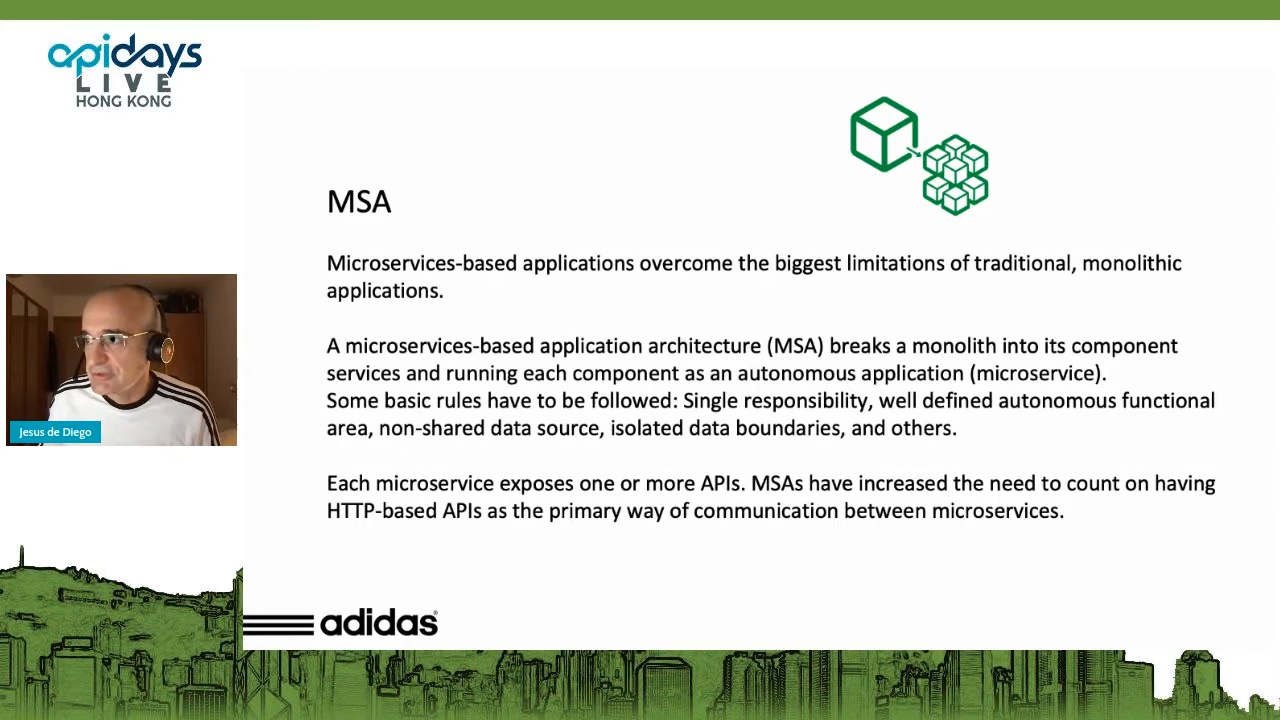 apidays
LIVE
HONG KONG
MSA
Microservices-based applications overcome the biggest limitations of traditional, monolithic
applications.
A microservices-based application architecture (MSA) breaks a monolith into its component
services and running each component as an autonomous application (microservice).
Some basic rules have to be followed: Single responsibility, well defined autonomous functional
area, non-shared data source, isolated data boundaries, and others.
Each microservice exposes one or more APIs. MSAs have increased the need to count on having
HTTP-based APIs as the primary way of communication between microservices.
Jesus de Diego
adidas®